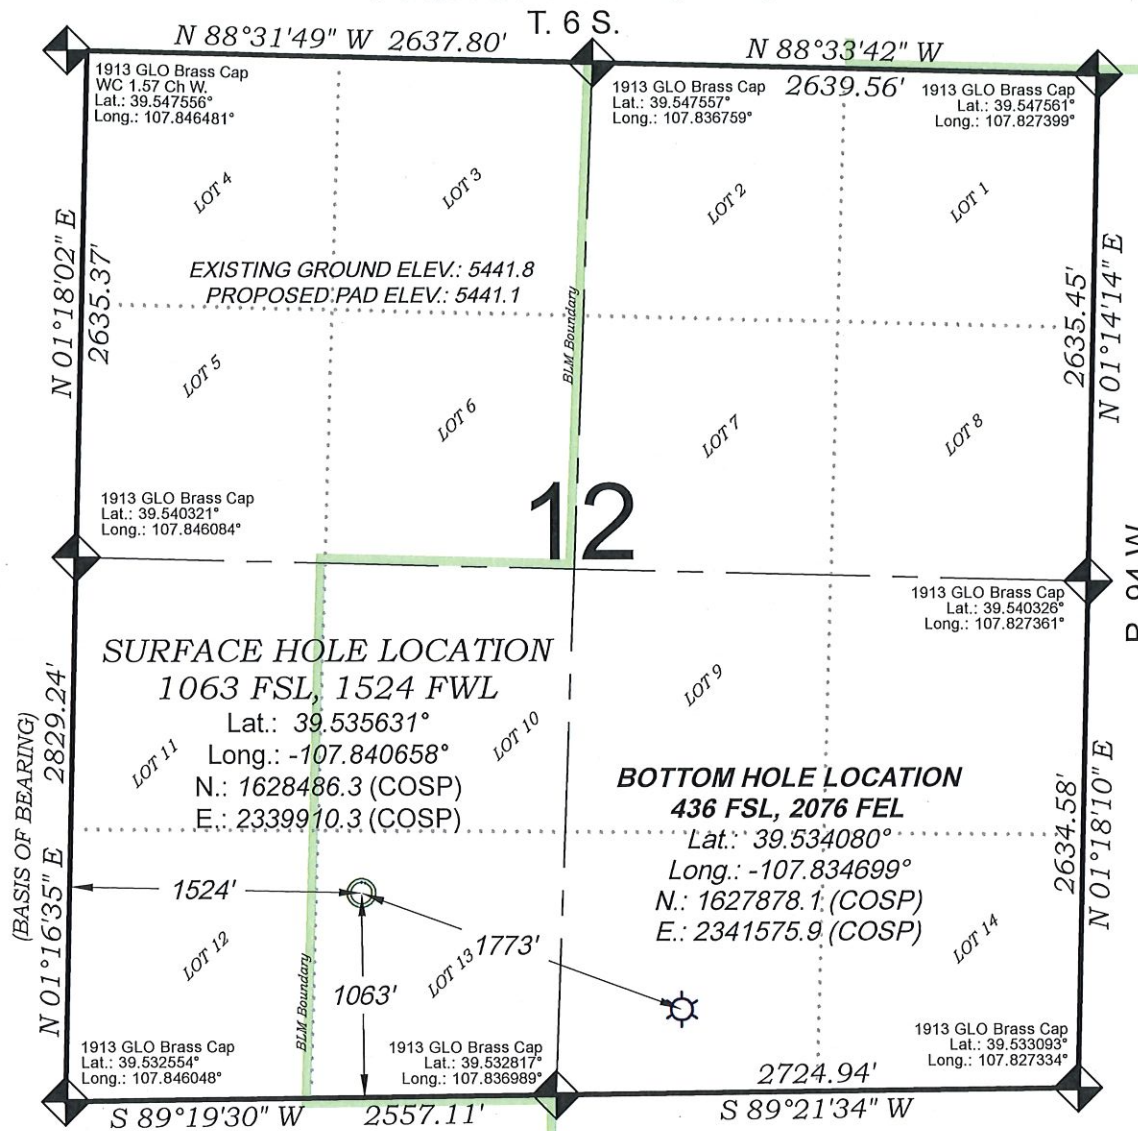 T. 6 S.
N 88°31'49" W 2637.80'
N 88°33'42" W
2639.56'
1913 GLO Brass Cap
WC 1.57 Ch W.
Lat.: 39.547556°
Long.: 107.846481°
1913 GLO Brass Cap
Lat.: 39.547557°
Long.: 107.836759°
1913 GLO Brass Cap
Lat.: 39.547561°
Long.: 107.827399°
LOT 4
LOT 3
LOT 2
LOT 1
N 01°18'02" E
2635.37'
EXISTING GROUND ELEV.: 5441.8
PROPOSED PAD ELEV.: 5441.1
BLM Boundary
2635.45'
N 01°14'14" E
LOT 5
LOT 6
LOT 7
LOT 8
1913 GLO Brass Cap
Lat.: 39.540321°
Long.: 107.846084°
12
1913 GLO Brass Cap
Lat.: 39.540326°
Long.: 107.827361°
SURFACE HOLE LOCATION
1063 FSL, 1524 FWL
Lat.: 39.535631°
Long.: -107.840658°
N.: 1628486.3 (COSP)
E.: 2339910.3 (COSP)
LOT 11
LOT 10
LOT 9
BOTTOM HOLE LOCATION
436 FSL, 2076 FEL
Lat.: 39.534080°
Long.: -107.834699°
N.: 1627878.1 (COSP)
E.: 2341575.9 (COSP)
(BASIS OF BEARING)
N 01°16'35" E
2829.24'
2634.58'
N 01°18'10" E
1524'
1773'
1063'
LOT 12
LOT 13
LOT 14
BLM Boundary
1913 GLO Brass Cap
Lat.: 39.532554°
Long.: 107.846048°
1913 GLO Brass Cap
Lat.: 39.532817°
Long.: 107.836989°
1913 GLO Brass Cap
Lat.: 39.533093°
Long.: 107.827334°
S 89°19'30" W 2557.11'
2724.94'
S 89°21'34" W